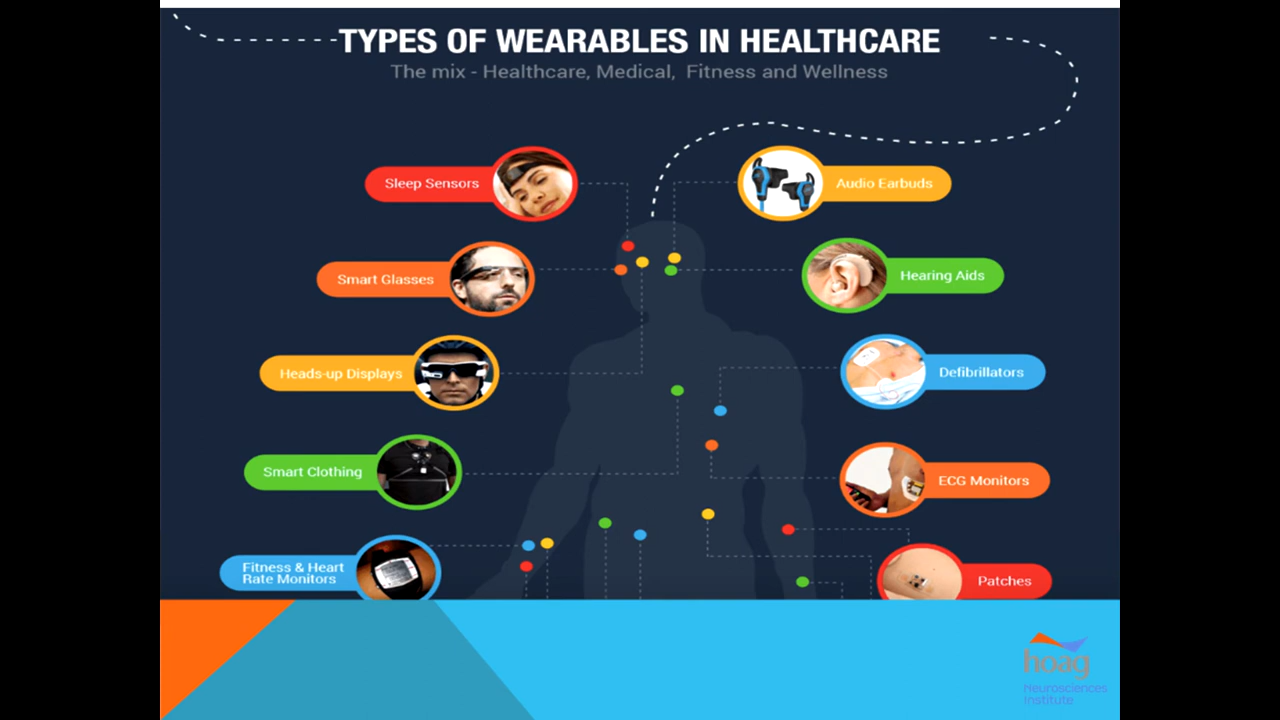 TYPES OF WEARABLES IN HEALTHCARE
The mix - Healthcare, Medical, Fitness and Wellness
Sleep Sensors
Audio Earbuds
Smart Glasses
Hearing Aids
Heads-up Displays
Defibrillators
Smart Clothing
ECG Monitors
Fitness & Heart
Rate Monitors
Patches
hoag
Neurosciences
Institute